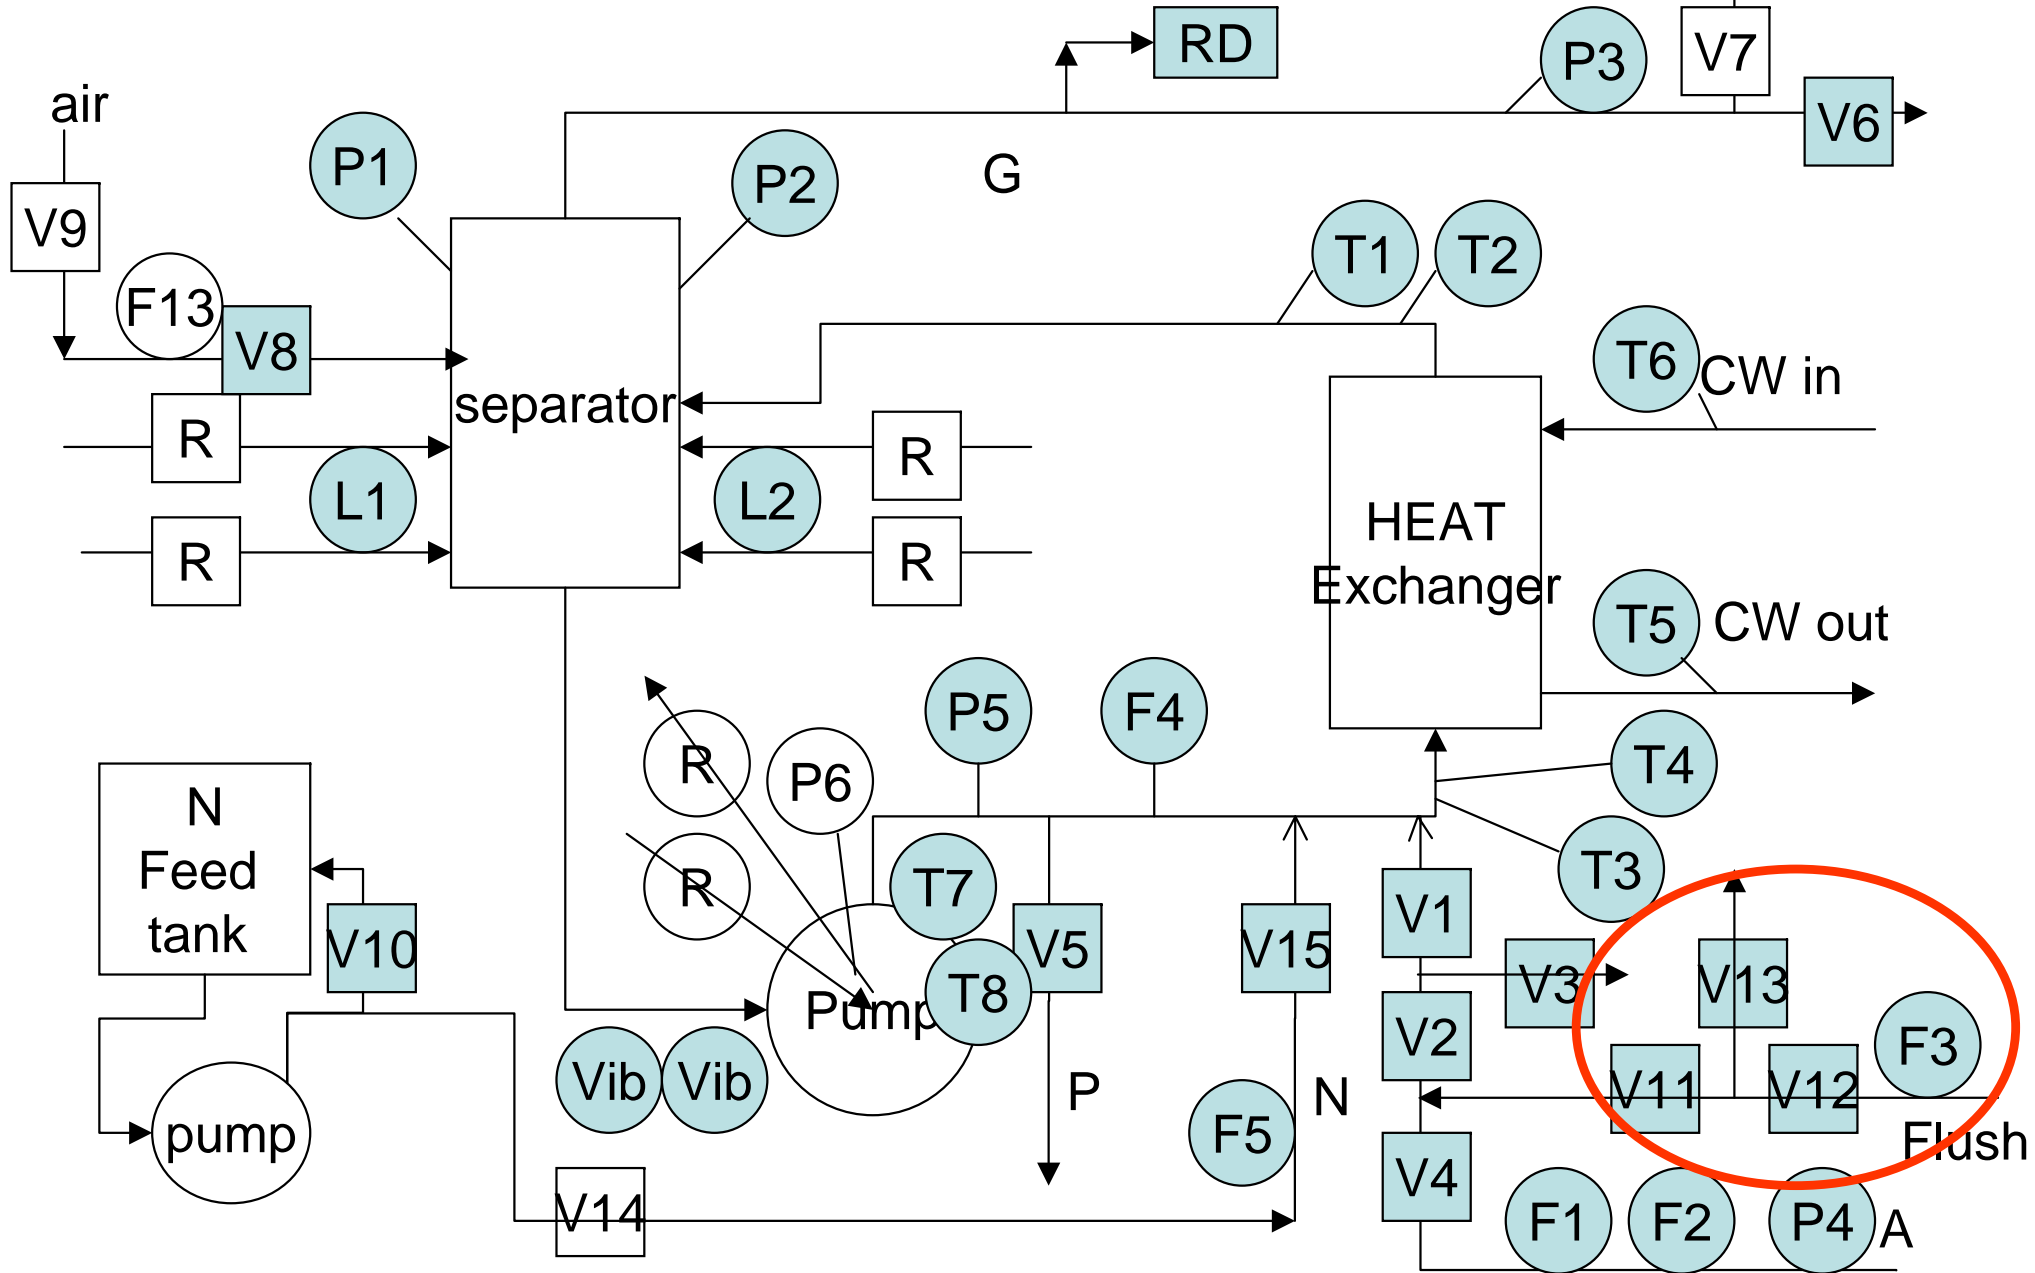 RD
P3
V7
V6
air
P1
P2
G
V9
F13
V8
T1
T2
T6
CW in
separator
R
R
L1
L2
R
R
HEAT
Exchanger
T5
CW out
P5
F4
R
P6
T4
N
Feed
tank
R
T7
T3
V1
V10
V5
V15
V3
V13
T8
Pump
V2
F3
Vib
Vib
P
N
V11
V12
pump
F5
Flush
V4
V14
F1
F2
P4
A